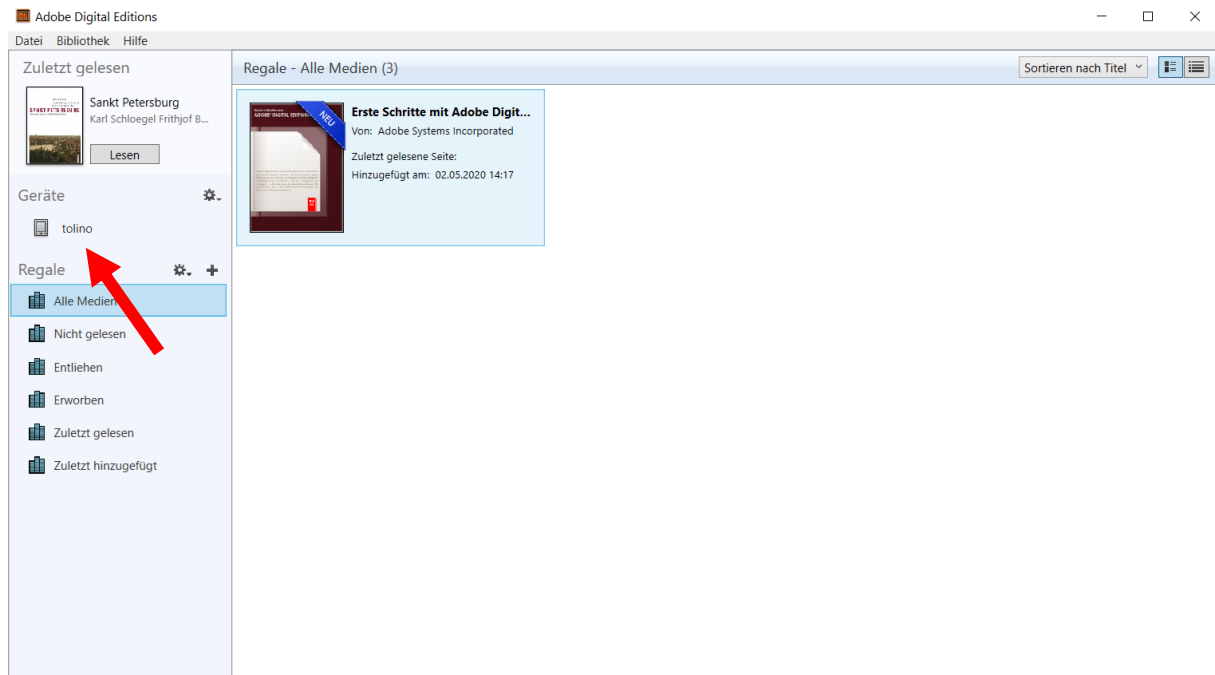 Adobe Digital Editions
Datei Bibliothek Hilfe
Zuletzt gelesen
Sankt Petersburg
Karl Schloegel Frithjof B...
Lesen
Geräte
tolino
Regale
Alle Medien
Nicht gelesen
Entliehen
Erworben
Zuletzt gelesen
Zuletzt hinzugefügt
Regale - Alle Medien (3)
Sortieren nach Titel
NEU
Erste Schritte mit Adobe Digit...
Von: Adobe Systems Incorporated
Zuletzt gelesene Seite:
Hinzugefügt am: 02.05.2020 14:17